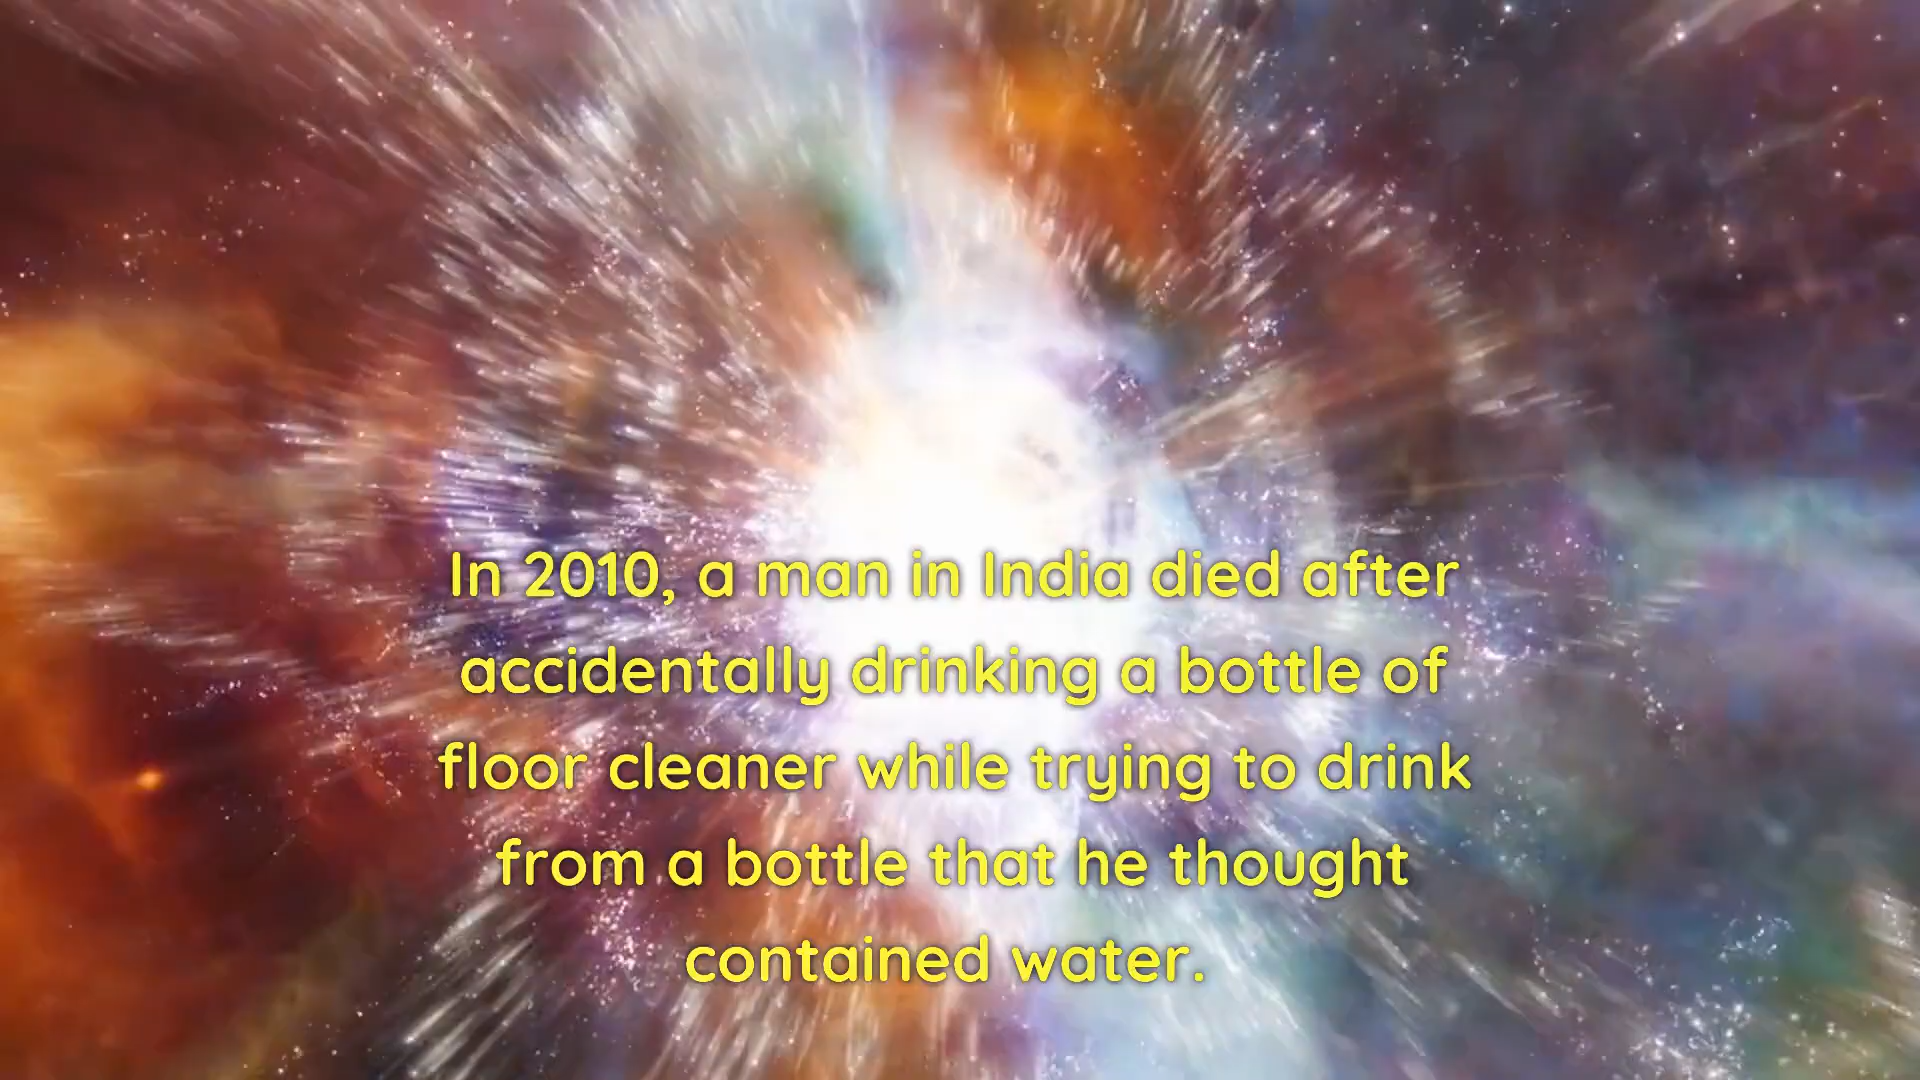 In 2010, a man in India died after
accidentally drinking a bottle of
floor cleaner while trying to drink
from a bottle that he thought
contained water.